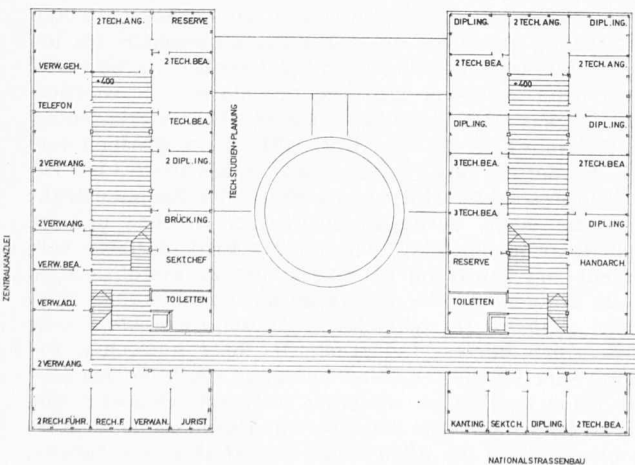 2 TECH. ANG.
RESERVE
VERW. GEH.
2 TECH. BEA.
+400
TELEFON
TECH. BEA.
2 VERW. ANG.
2 DIPL. ING.
2 VERW. ANG.
BRÜCK. ING.
VERW. BEA.
SEKT. CHEF
VERW. ADJ.
TOILETTEN
2 VERW. ANG.
2 RECH. FÜHR.
RECH. F.
VERWAN.
JURIST
ZENTRALKANZLEI
TECH. STUDIEN + PLANUNG
DIPL. ING.
2 TECH. ANG.
DIPL. ING.
2 TECH. BEA.
2 TECH. ANG.
+400
DIPL. ING.
DIPL. ING.
3 TECH. BEA.
2 TECH. BEA.
3 TECH. BEA.
DIPL. ING.
RESERVE
HANDARCH.
TOILETTEN
KANT. ING.
SEKT. CH.
DIPL. ING.
2 TECH. BEA.
NATIONALSTRASSENBAU